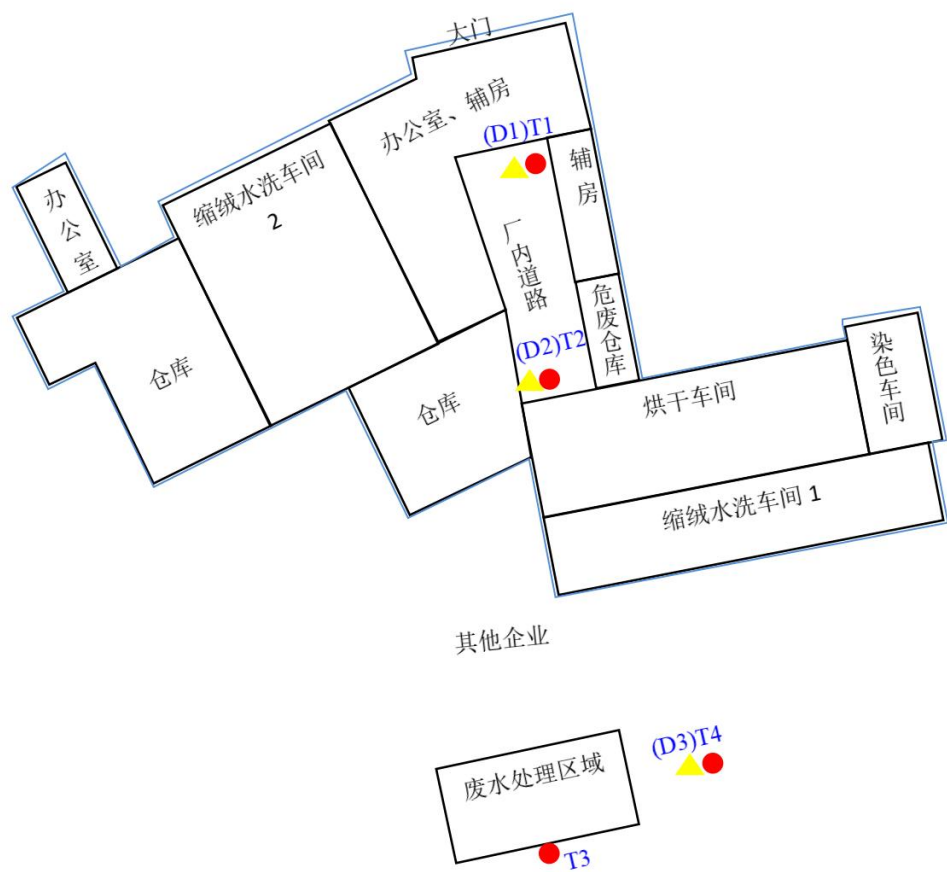 大门
办公室、辅房
(D1)T1
辅房
缩绒水洗车间
2
办公室
厂内道路
危废仓库
(D2)T2
仓库
仓库
烘干车间
染色车间
缩绒水洗车间 1
其他企业
(D3)T4
废水处理区域
T3